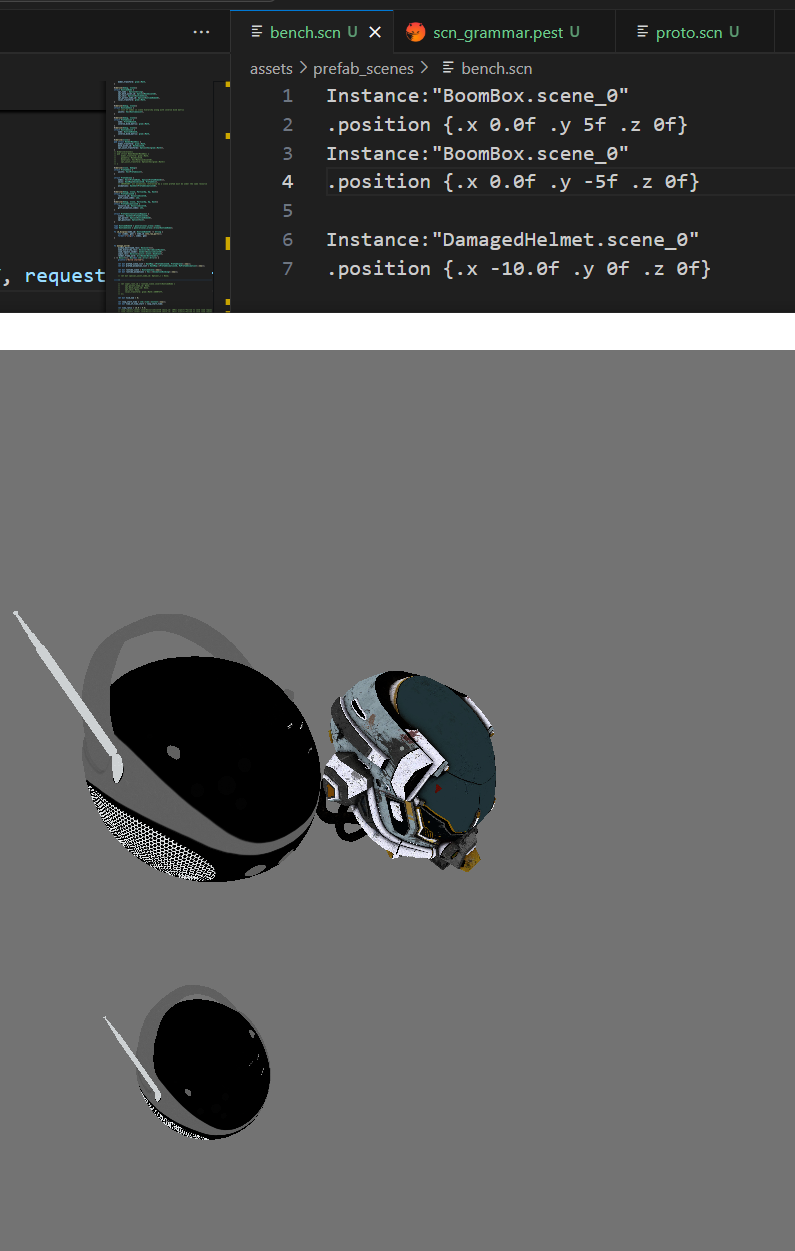 ···
bench.scn U ×
scn_grammar.pest U
proto.scn U
assets > prefab_scenes > bench.scn
1 Instance:"BoomBox.scene_0"
2 .position {.x 0.0f .y 5f .z 0f}
3 Instance:"BoomBox.scene_0"
4 .position {.x 0.0f .y -5f .z 0f}
5
6 Instance:"DamagedHelmet.scene_0"
7 .position {.x -10.0f .y 0f .z 0f}
, request